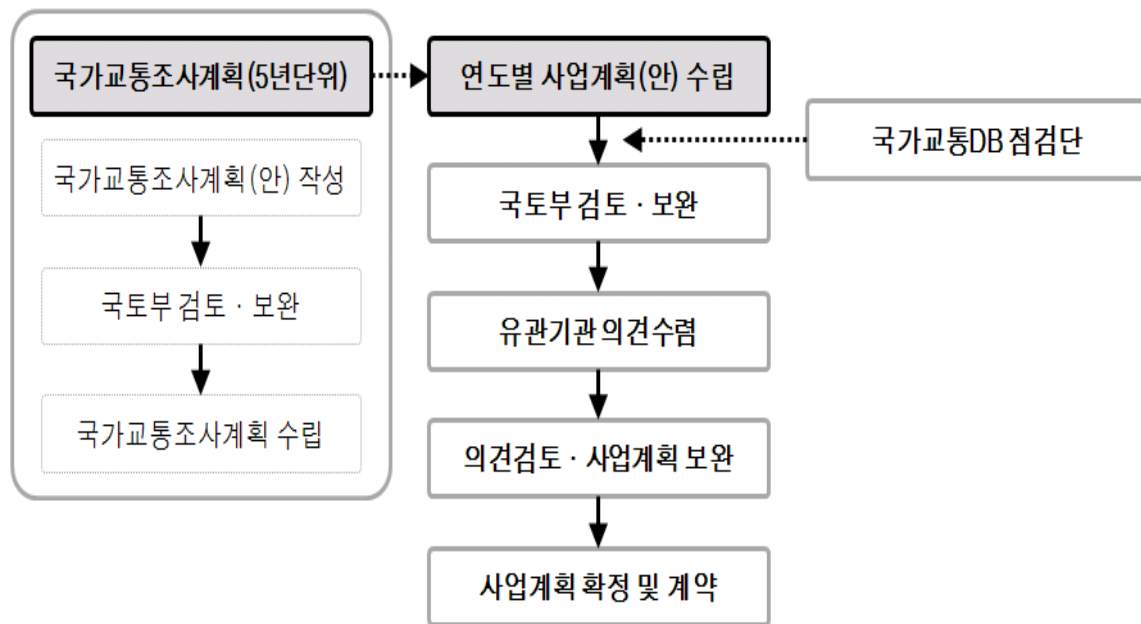 국가교통조사계획(5년단위)
국가교통조사계획(안) 작성
국토부 검토 · 보완
국가교통조사계획 수립
연도별 사업계획(안) 수립
국가교통DB 점검단
국토부 검토 · 보완
유관기관 의견수렴
의견검토 · 사업계획 보완
사업계획 확정 및 계약